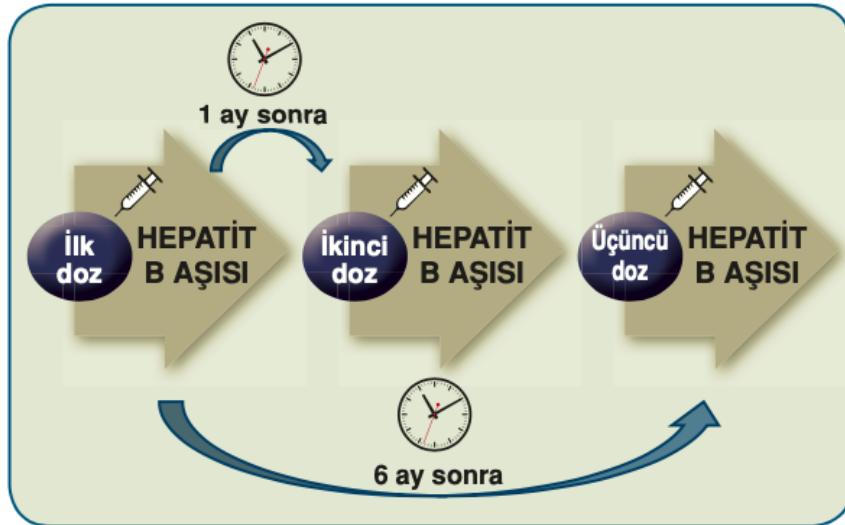 1 ay sonra
İlk
doz
HEPATİT
B AŞISI
İkinci
doz
HEPATİT
B AŞISI
Üçüncü
doz
HEPATİT
B AŞISI
6 ay sonra